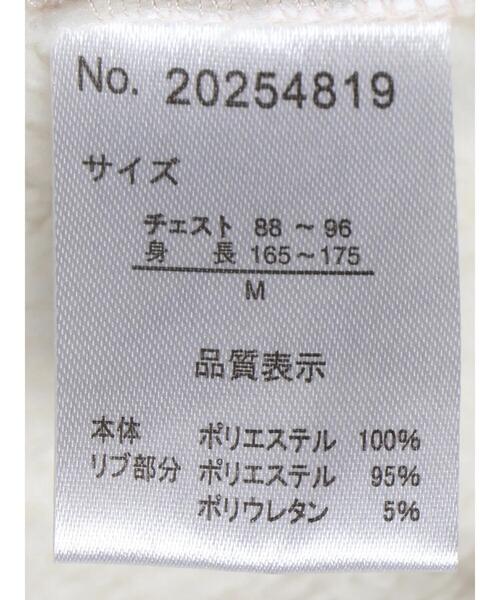 No. 20254819
サイズ
チェスト 88 ～ 96
身 長 165～175
M
品質表示
本体 ポリエステル 100%
リブ部分 ポリエステル 95%
ポリウレタン 5%